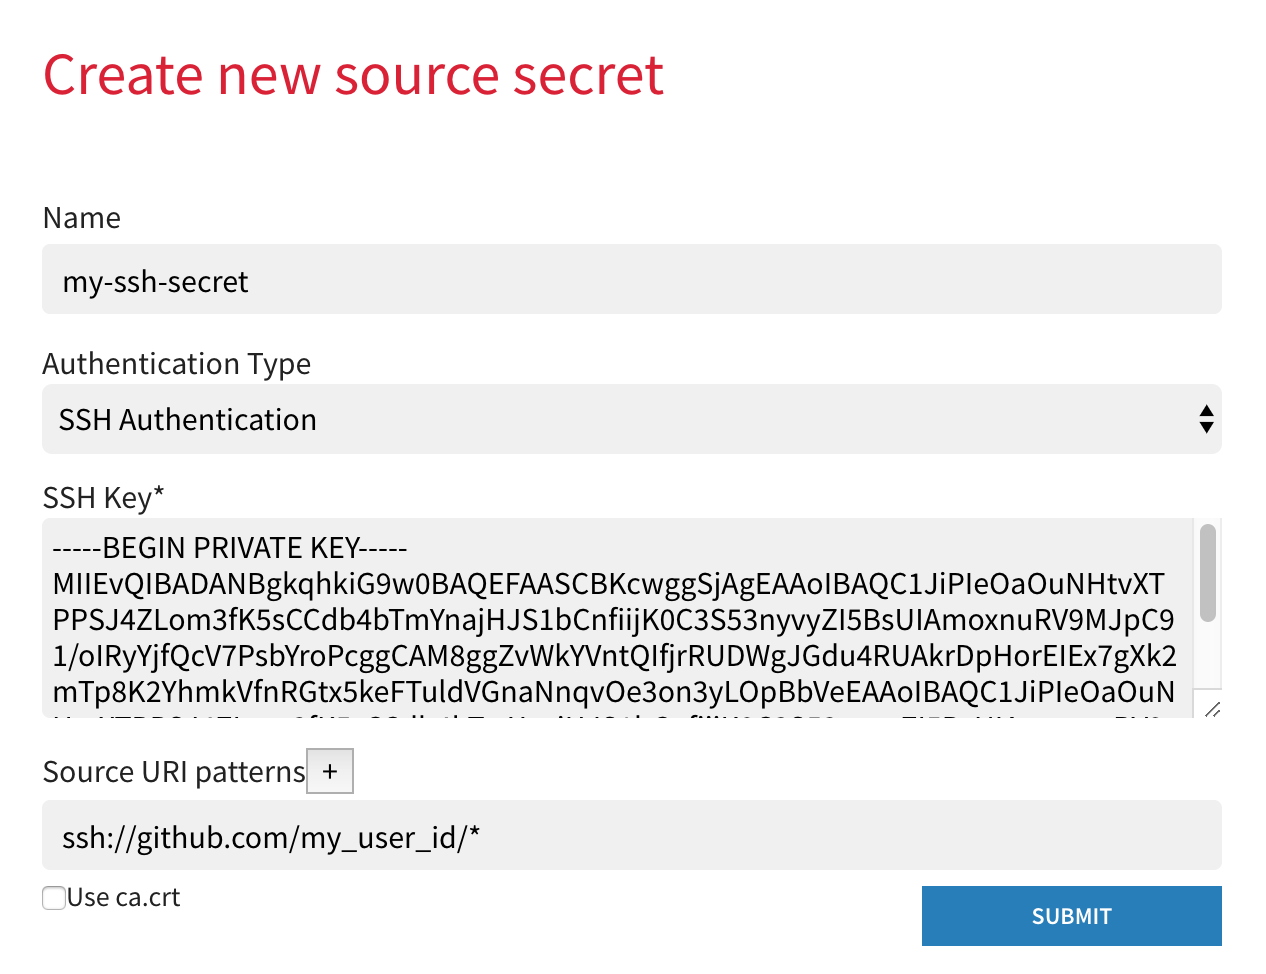 Create new source secret
Name
my-ssh-secret
Authentication Type
SSH Authentication
SSH Key*
-----BEGIN PRIVATE KEY-----
MIIEvQIBADANBgkqhkiG9w0BAQEFAASCBKcwggSjAgEAAoIBAQC1JiPIeOaOuNHtvXT
PPSJ4ZLom3fK5sCCdb4bTmYnajHJS1bCnfiijK0C3S53nyvyZI5BsUIAmoxnuRV9MJpC9
1/oIRyYjfQcV7PsbYroPcggCAM8ggZvWkYVntQIfjrRUDWgJGdu4RUAkrDpHorEIEx7gXk2
mTp8K2YhmkVfnRGtx5keFTuldVGnaNnqvOe3on3yLOpBbVeEAAoIBAQC1JiPIeOaOuN
Source URI patterns +
ssh://github.com/my_user_id/*
Use ca.crt
SUBMIT